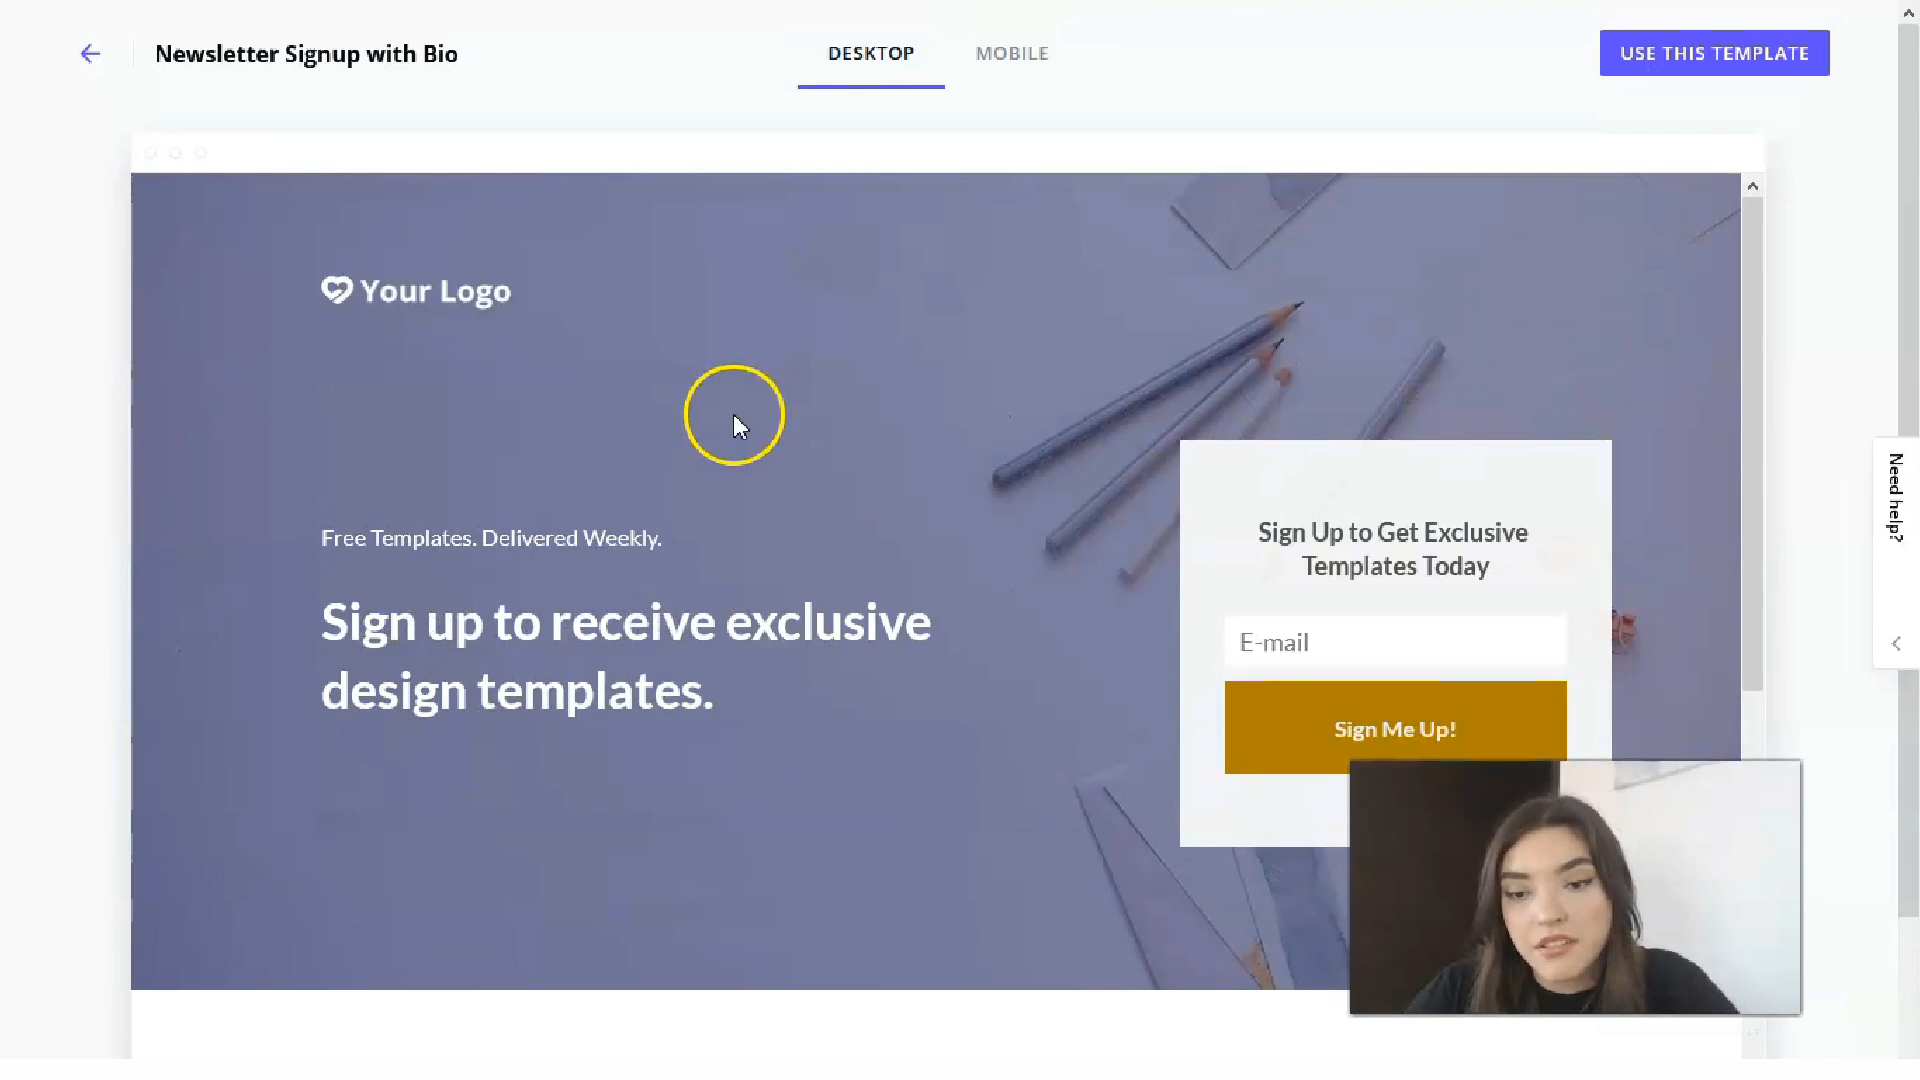 Newsletter Signup with Bio
DESKTOP
MOBILE
USE THIS TEMPLATE
Your Logo
Free Templates. Delivered Weekly.
Sign up to receive exclusive
design templates.
Sign Up to Get Exclusive
Templates Today
E-mail
Sign Me Up!
Need help?